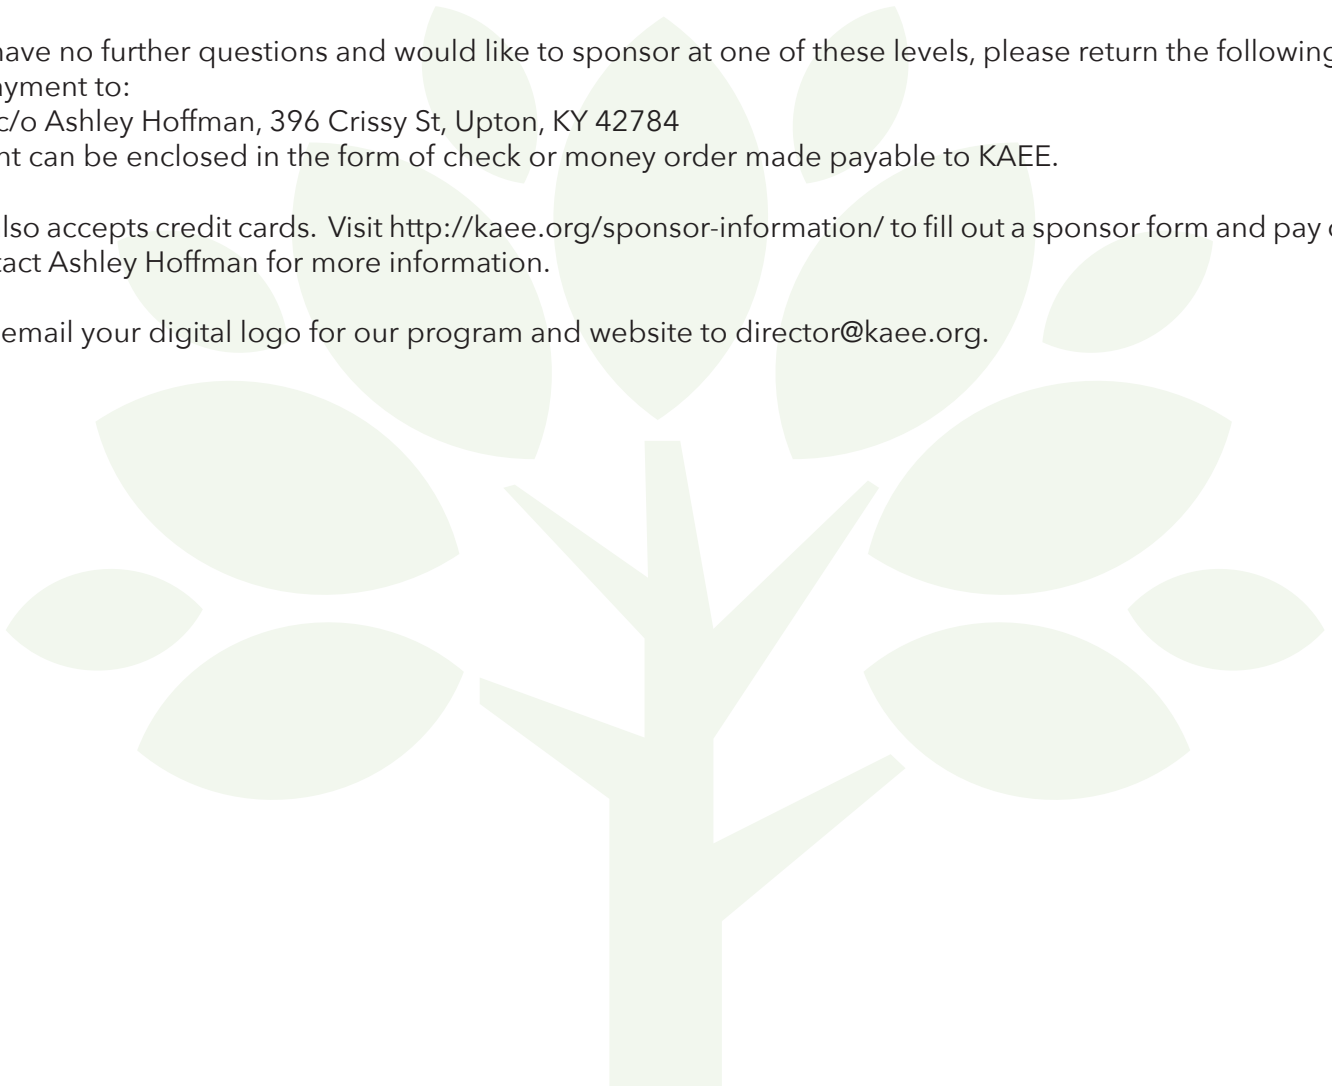 have no further questions and would like to sponsor at one of these levels, please return the following
ayment to:
c/o Ashley Hoffman, 396 Crissy St, Upton, KY 42784
nt can be enclosed in the form of check or money order made payable to KAEE.
lso accepts credit cards.  Visit http://kaee.org/sponsor-information/ to fill out a sponsor form and pay
tact Ashley Hoffman for more information.
email your digital logo for our program and website to director@kaee.org.